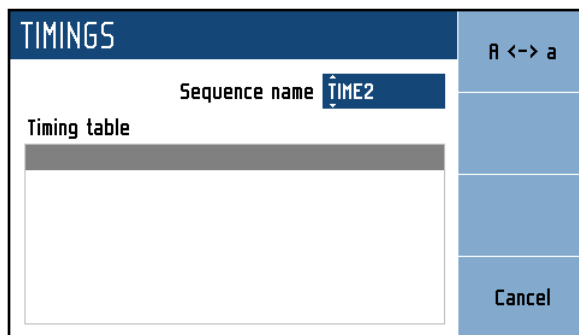 TIMINGS
A <-> a
Sequence name TIME2
Timing table
Cancel